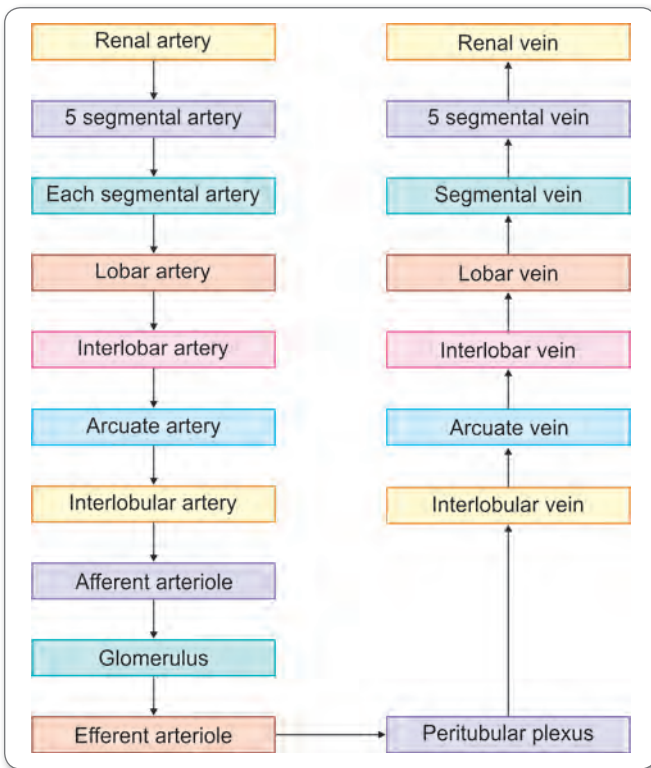 Renal artery
5 segmental artery
Each segmental artery
Lobar artery
Interlobar artery
Arcuate artery
Interlobular artery
Afferent arteriole
Glomerulus
Efferent arteriole
Peritubular plexus
Interlobular vein
Arcuate vein
Interlobar vein
Lobar vein
Segmental vein
5 segmental vein
Renal vein